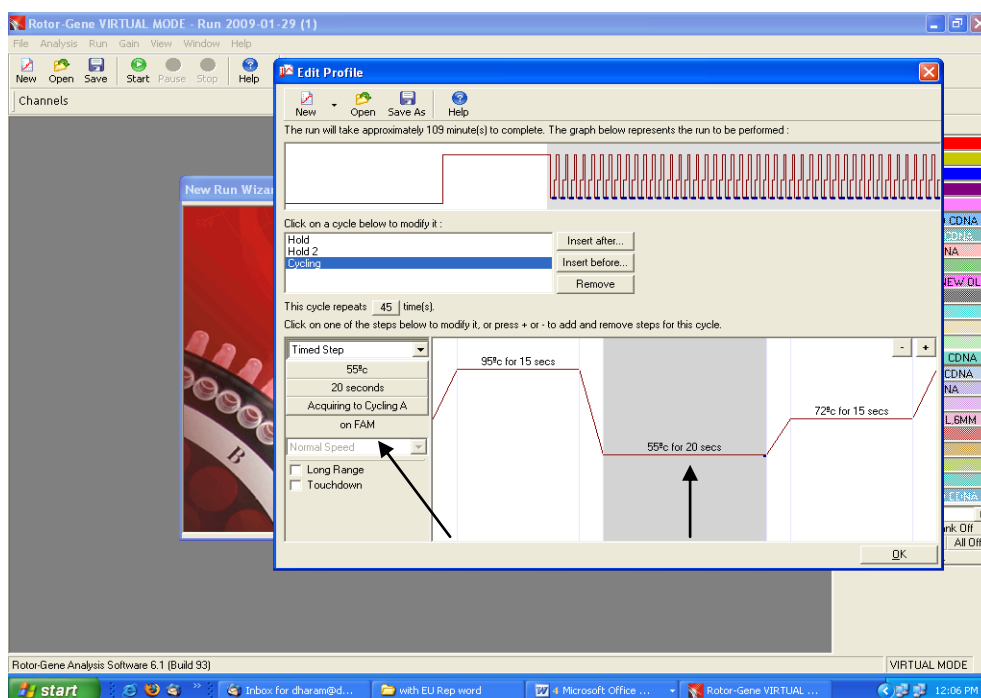 Rotor-Gene VIRTUAL MODE - Run 2009-01-29 (1)
File Analysis Run Gain View Window Help
New Open Save Start Pause Stop Help
Channels
Edit Profile
New Open Save As Help
The run will take approximately 109 minute(s) to complete. The graph below represents the run to be performed :
New Run Wizar
Click on a cycle below to modify it :
Hold
Hold 2
Cycling
Insert after...
Insert before...
Remove
This cycle repeats 45 time(s).
Click on one of the steps below to modify it, or press + or - to add and remove steps for this cycle.
Timed Step
55ºc
20 seconds
Acquiring to Cycling A
on FAM
Normal Speed
Long Range
Touchdown
- +
95ºc for 15 secs
55ºc for 20 secs
72ºc for 15 secs
OK
CDNA
CDNA
NA
NEW DL
CDNA
CDNA
NA
L,6MM
CDNA
nk Off
All Off
B
Rotor-Gene Analysis Software 6.1 (Build 93)
VIRTUAL MODE
start
Inbox for dharam@d...
with EU Rep word
4 Microsoft Office ...
Rotor-Gene VIRTUAL ...
12:06 PM